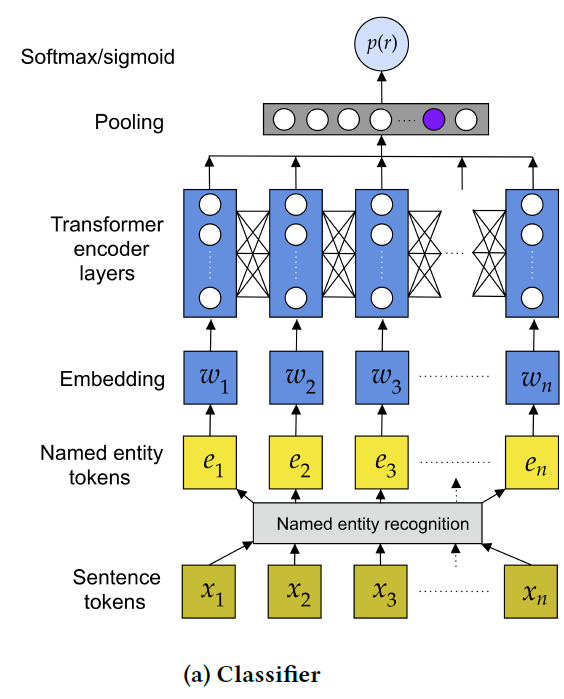 Softmax/sigmoid
p(r)
Pooling
Transformer
encoder
layers
Embedding
w1 w2 w3 wn
Named entity
tokens
e1 e2 e3 en
Named entity recognition
Sentence
tokens
x1 x2 x3 xn
(a) Classifier